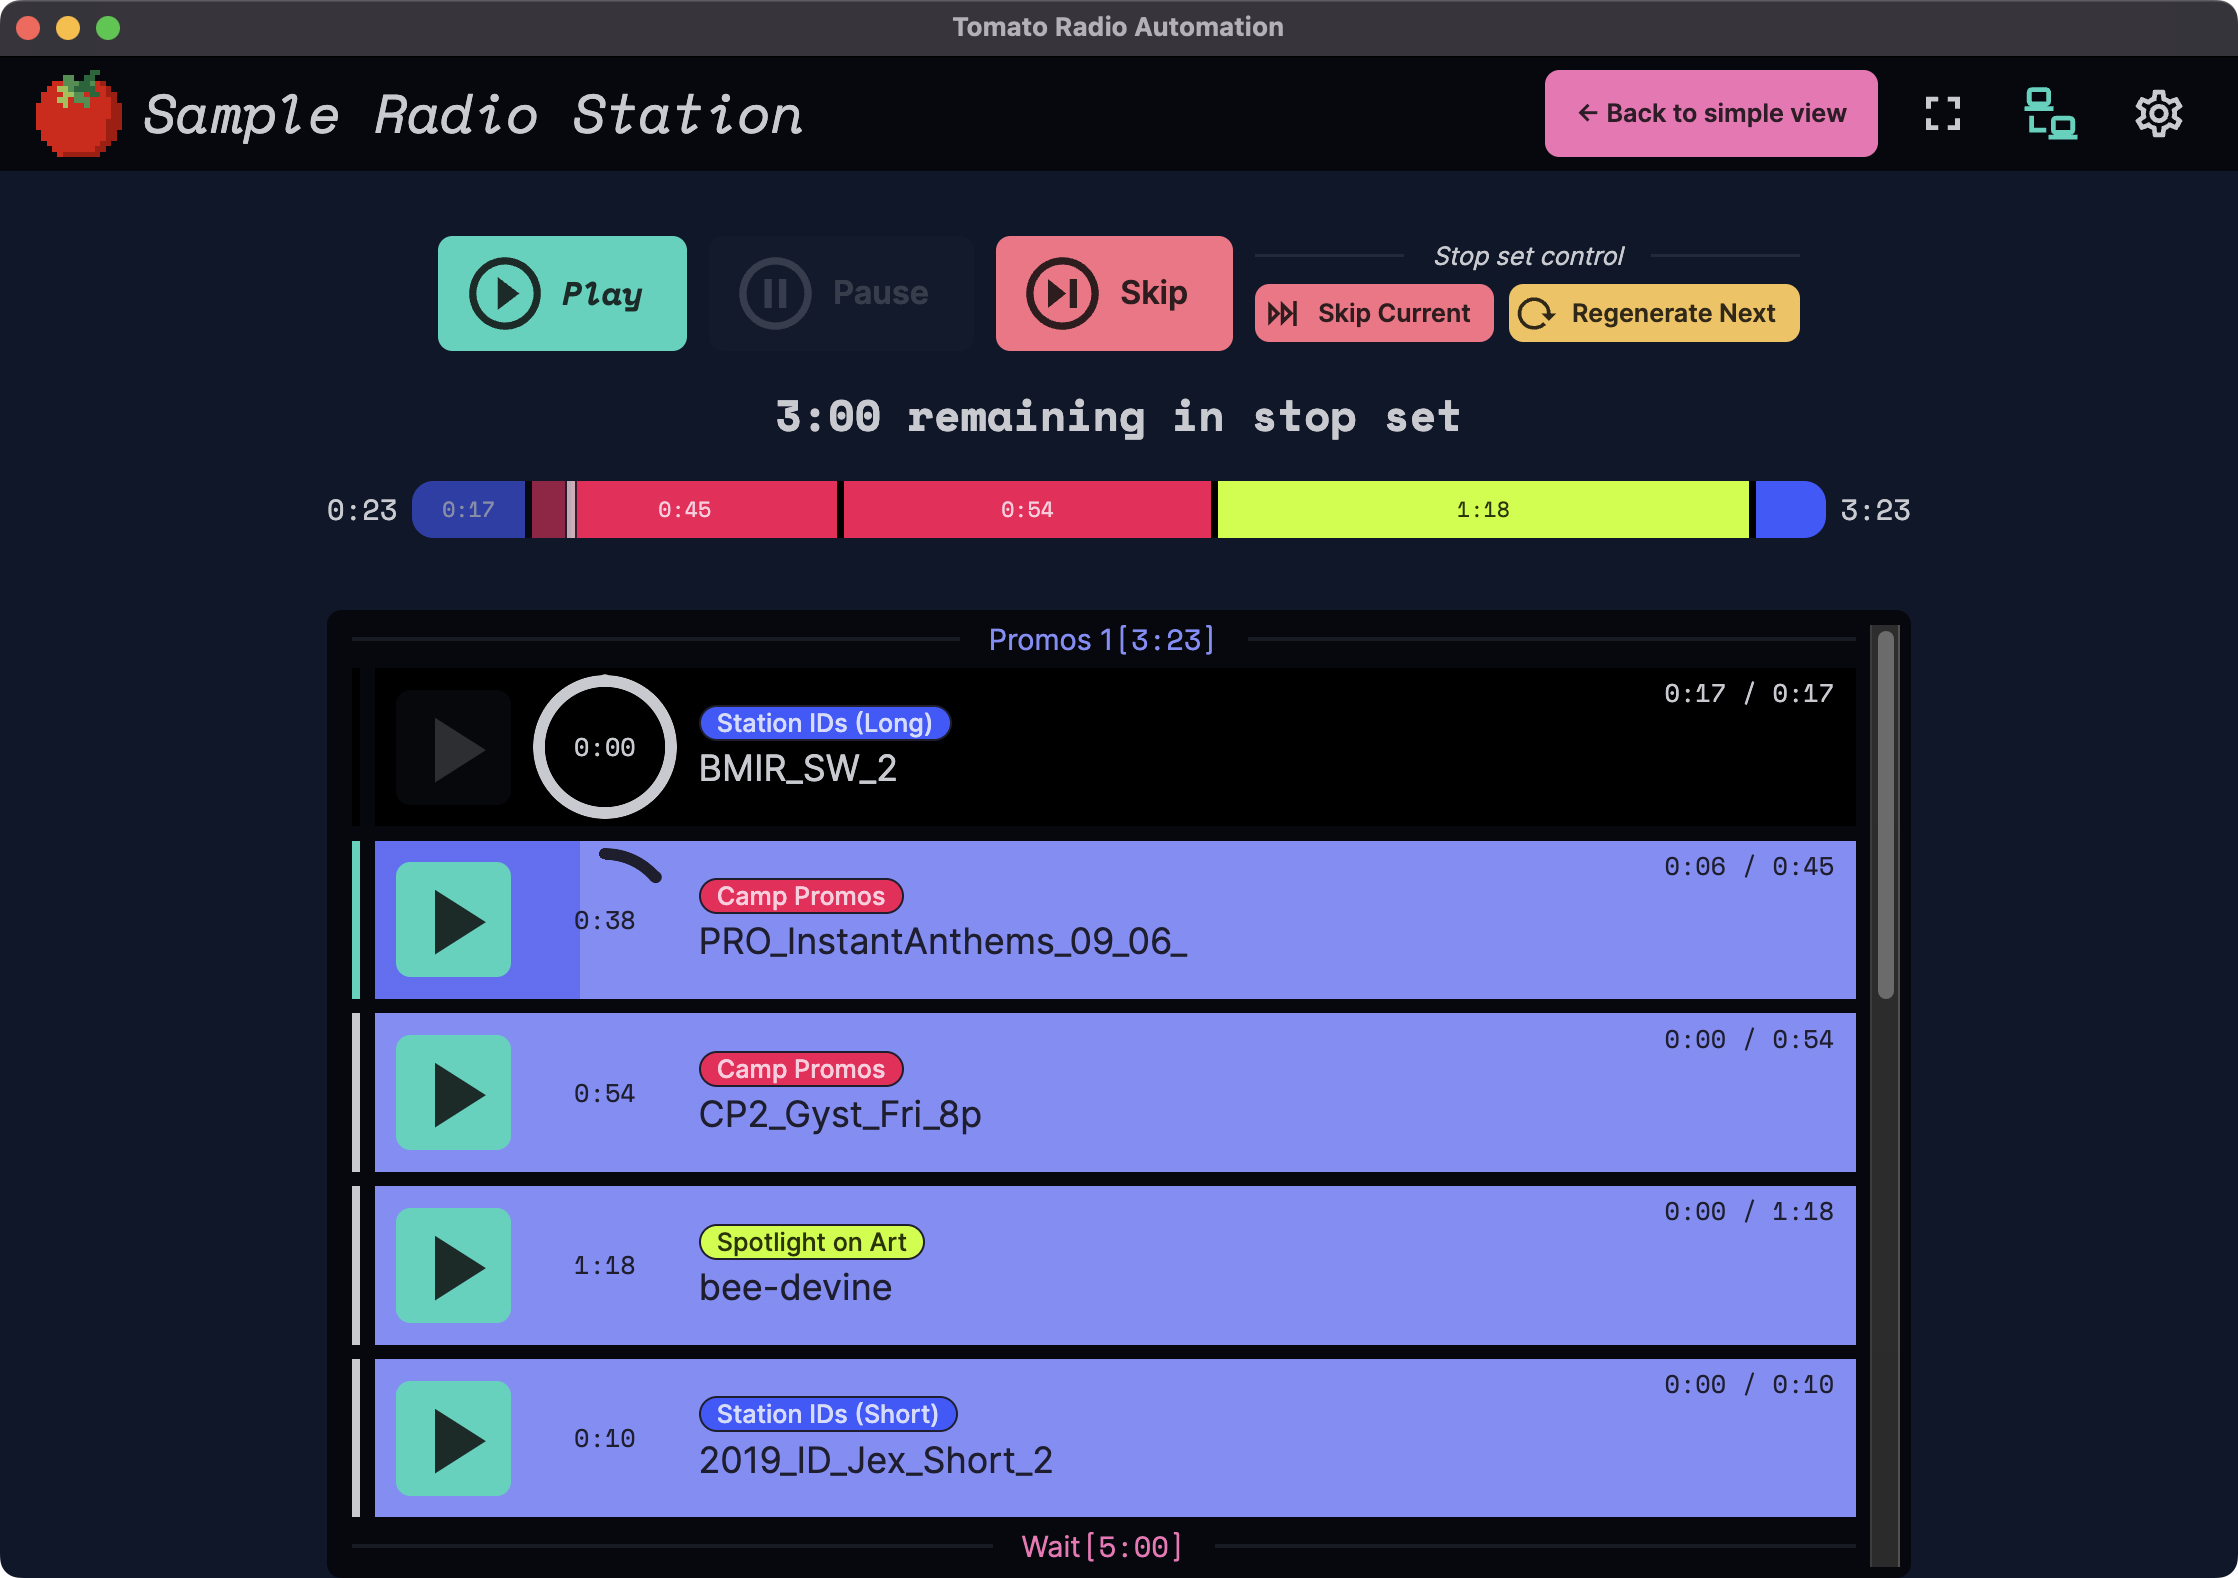 Tomato Radio Automation
Sample Radio Station
← Back to simple view
Play
Pause
Skip
Stop set control
Skip Current
Regenerate Next
3:00 remaining in stop set
0:23 0:17 0:45 0:54 1:18 3:23
Promos 1[3:23]
0:17 / 0:17
0:00
Station IDs (Long)
BMIR_SW_2
0:06 / 0:45
0:38
Camp Promos
PRO_InstantAnthems_09_06_
0:00 / 0:54
0:54
Camp Promos
CP2_Gyst_Fri_8p
0:00 / 1:18
1:18
Spotlight on Art
bee-devine
0:00 / 0:10
0:10
Station IDs (Short)
2019_ID_Jex_Short_2
Wait[5:00]